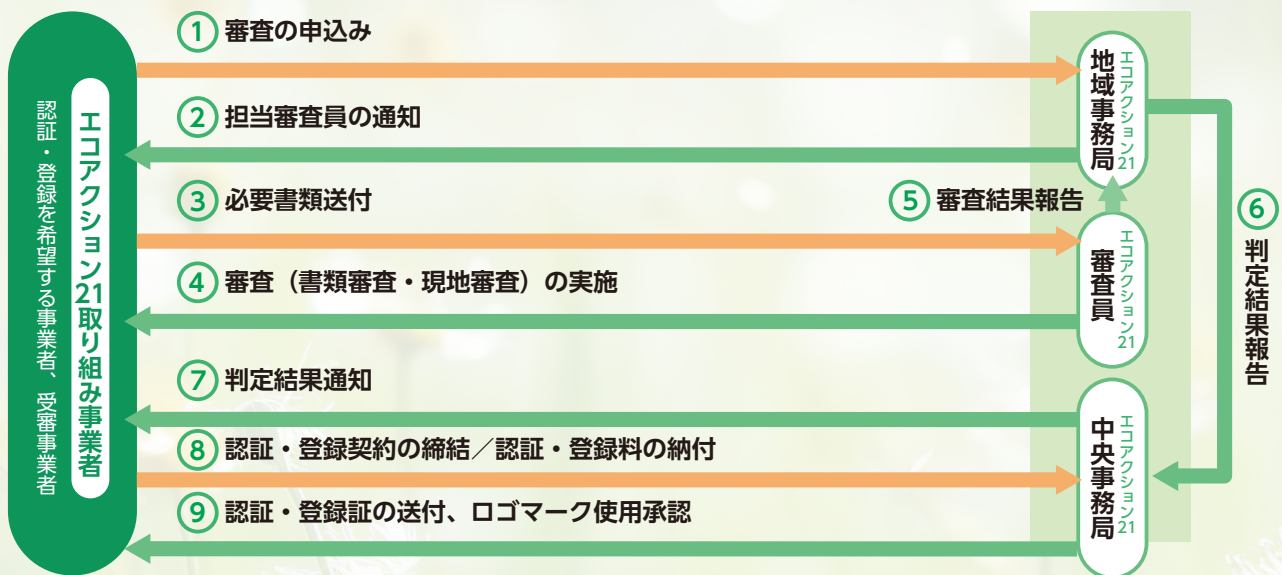 認証・登録を希望する事業者、受審事業者
エコアクション21取り組み事業者
① 審査の申込み
② 担当審査員の通知
③ 必要書類送付
④ 審査（書類審査・現地審査）の実施
⑤ 審査結果報告
⑥ 判定結果報告
⑦ 判定結果通知
⑧ 認証・登録契約の締結／認証・登録料の納付
⑨ 認証・登録証の送付、ロゴマーク使用承認
エコアクション21
地域事務局
エコアクション21
審査員
エコアクション21
中央事務局